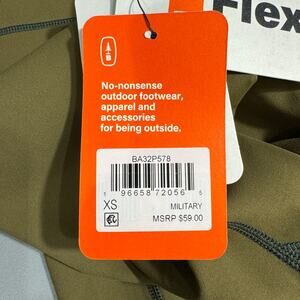 Flex
No-nonsense
outdoor footwear,
apparel and
accessories
for being outside.
BA32P578
1 96658 72056 5
XS MILITARY
MSRP $59.00